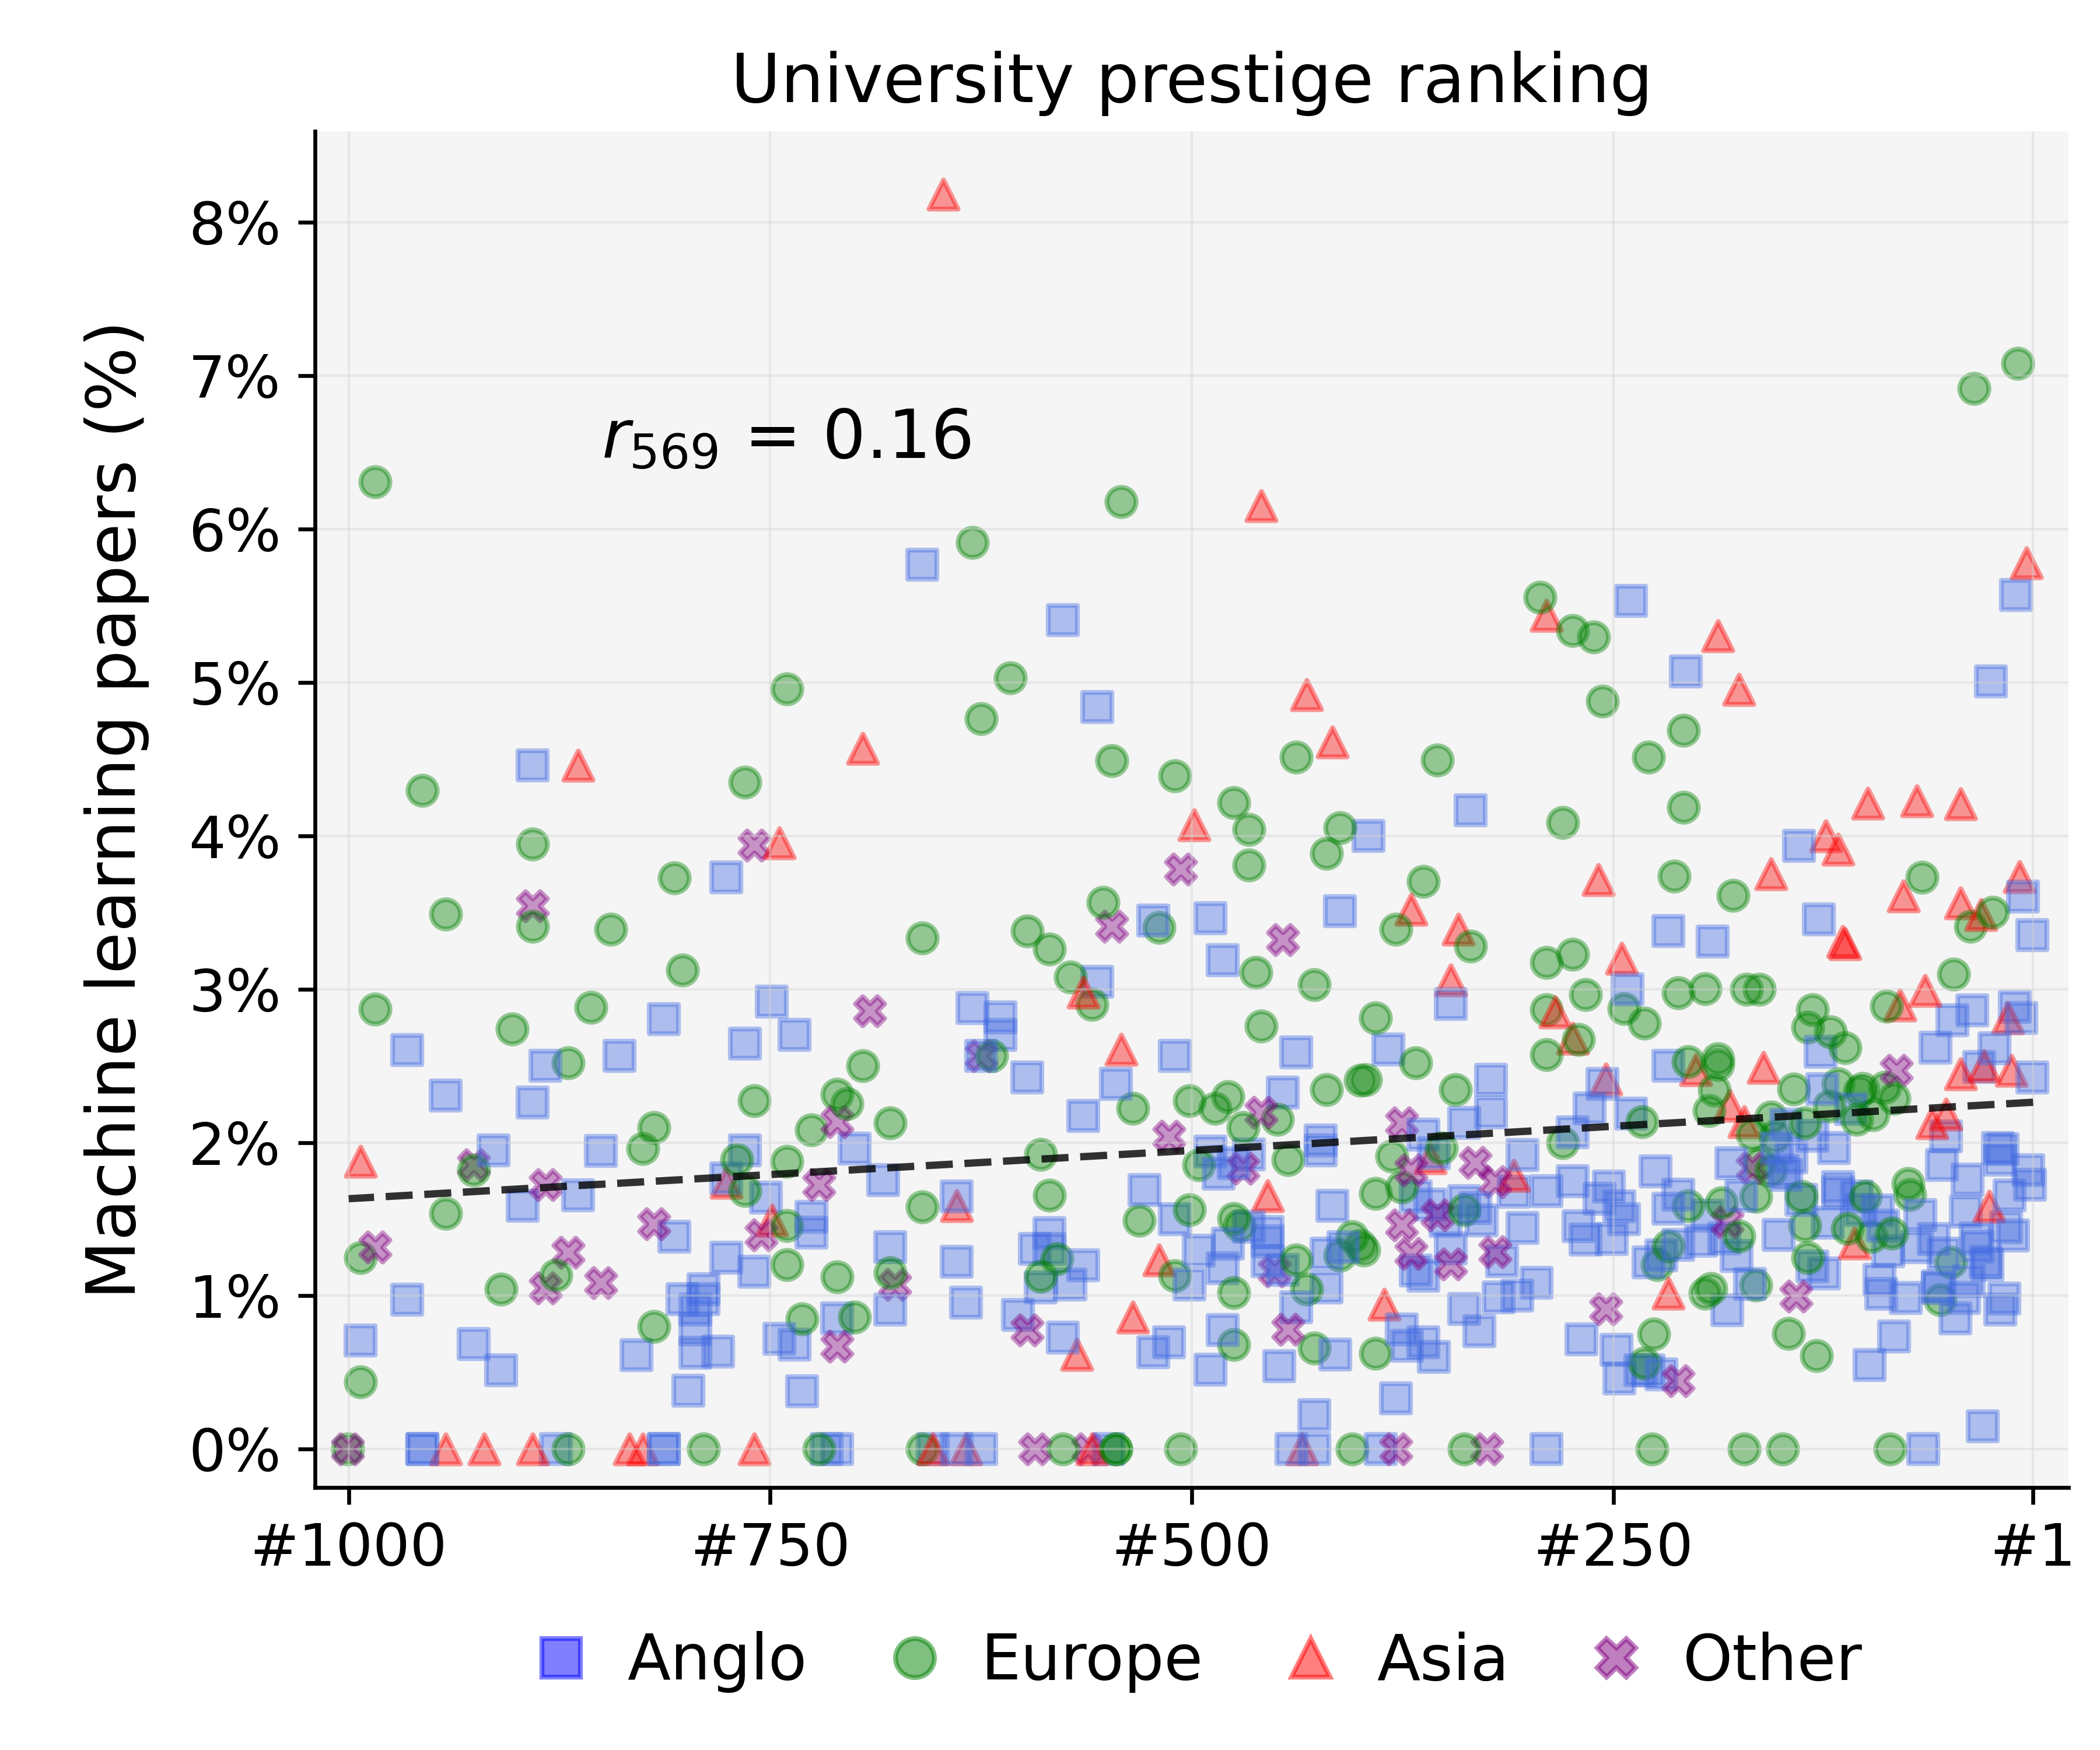 University prestige ranking
Machine learning papers (%)
8%
7%
6%
5%
4%
3%
2%
1%
0%
r569 = 0.16
#1000 #750 #500 #250 #1
Anglo Europe Asia Other